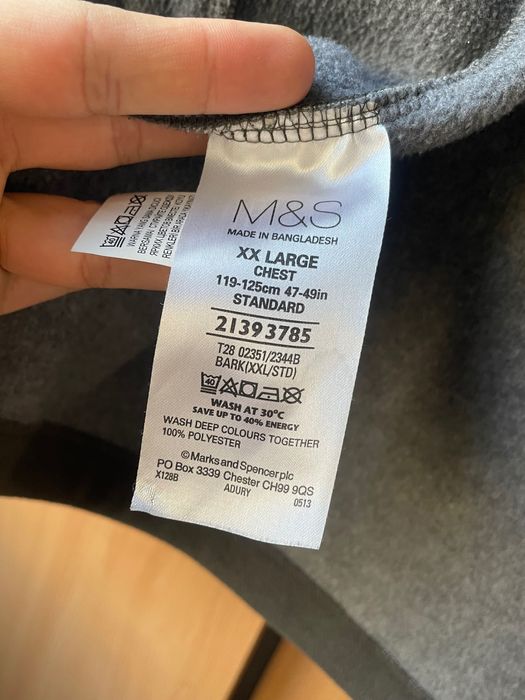 M&S
MADE IN BANGLADESH
XX LARGE
CHEST
119-125cm 47-49in
STANDARD
21393785
T28 02351/2344B
BARK(XXL/STD)
40
WASH AT 30°C
SAVE UP TO 40% ENERGY
WASH DEEP COLOURS TOGETHER
100% POLYESTER
©Marks and Spencer plc
PO Box 3339 Chester CH99 9QS
X128B ADURY 0513
40